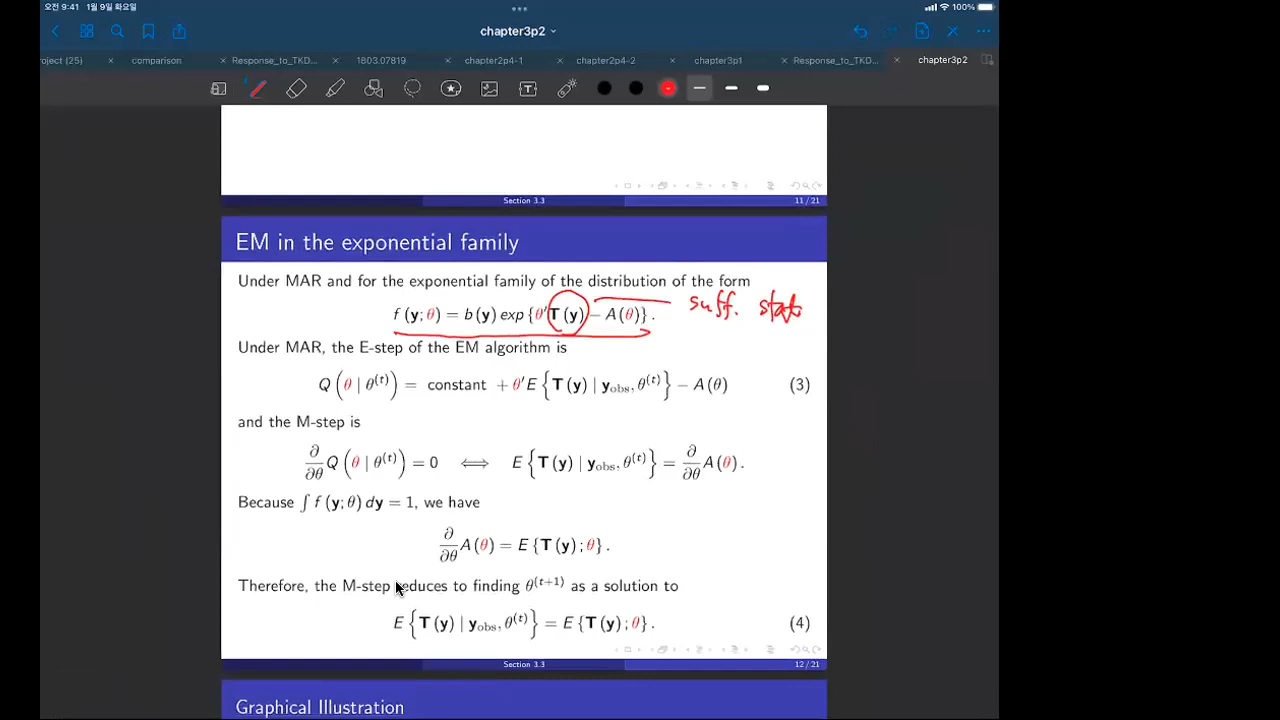 오전 9:41 1월 9일 화요일
100%
chapter3p2
roject (25) comparison Response_to_TKD... 1803.07819 chapter2p4-1 chapter2p4-2 chapter3p1 Response_to_TKD... chapter3p2
Section 3.3 11 / 21
EM in the exponential family
Under MAR and for the exponential family of the distribution of the form
f (y; θ) = b (y) exp {θ′T (y) − A (θ)} .
suff. stat
Under MAR, the E-step of the EM algorithm is
Q (θ | θ^(t)) = constant + θ′E {T (y) | y_obs, θ^(t)} − A (θ) (3)
and the M-step is
∂/∂θ Q (θ | θ^(t)) = 0 ⟺ E {T (y) | y_obs, θ^(t)} = ∂/∂θ A (θ) .
Because ∫ f (y; θ) dy = 1, we have
∂/∂θ A (θ) = E {T (y) ; θ} .
Therefore, the M-step reduces to finding θ^(t+1) as a solution to
E {T (y) | y_obs, θ^(t)} = E {T (y) ; θ} . (4)
Section 3.3 12 / 21
Graphical Illustration